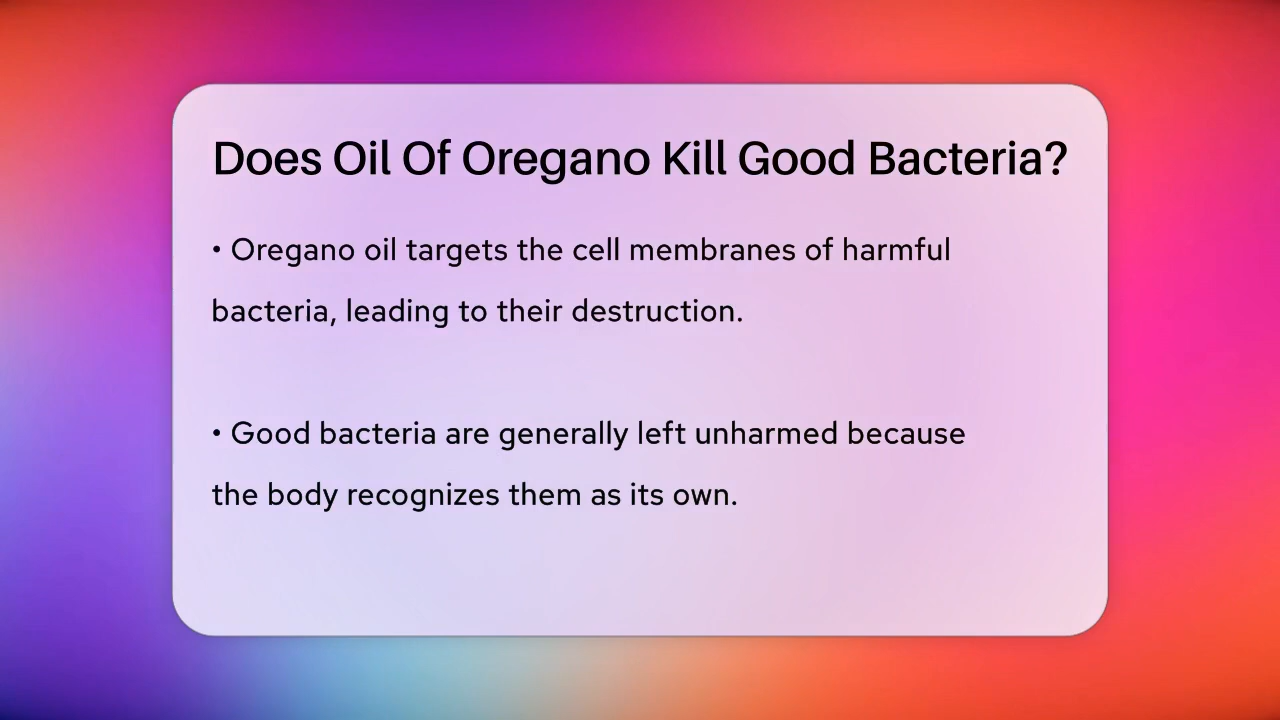 Does Oil Of Oregano Kill Good Bacteria?
• Oregano oil targets the cell membranes of harmful
bacteria, leading to their destruction.
• Good bacteria are generally left unharmed because
the body recognizes them as its own.